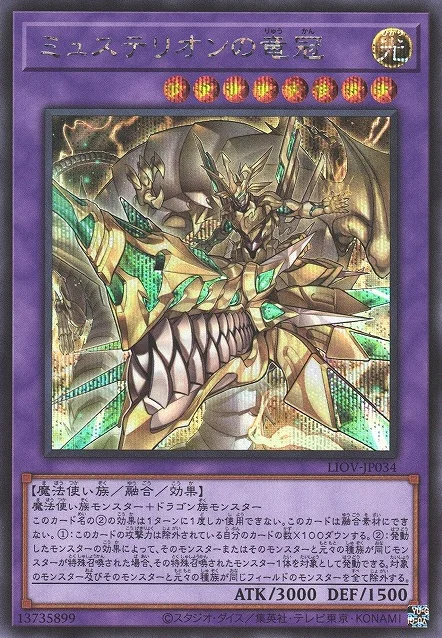 ミュステリオンの竜冠
光
LIOV-JP034
【魔法使い族／融合／効果】
魔法使い族モンスター＋ドラゴン族モンスター
このカード名の②の効果は1ターンに1度しか使用できない。このカードは融合素材にできない。①：このカードの攻撃力は除外されている自分のカードの数×100ダウンする。②：発動
したモンスターの効果によって、そのモンスターまたはそのモンスターと元々の種族が同じモン
スターが特殊召喚された場合、その特殊召喚されたモンスター1体を対象として発動できる。対象
のモンスター及びそのモンスターと元々の種族が同じフィールドのモンスターを全て除外する。
ATK/3000 DEF/1500
13735899
©スタジオ・ダイス／集英社・テレビ東京・KONAMI